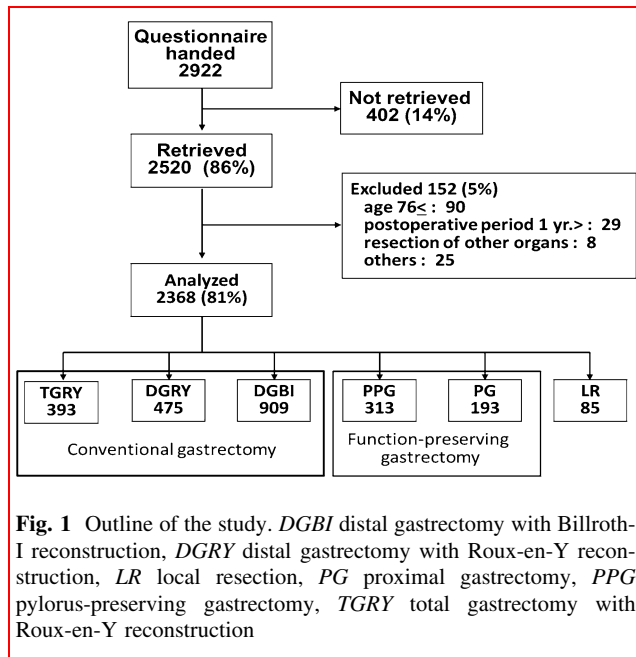 Questionnaire
handed
2922
Not retrieved
402 (14%)
Retrieved
2520 (86%)
Excluded 152 (5%)
age 76≤ : 90
postoperative period 1 yr.> : 29
resection of other organs : 8
others : 25
Analyzed
2368 (81%)
TGRY
393
DGRY
475
DGBI
909
PPG
313
PG
193
LR
85
Conventional gastrectomy
Function-preserving
gastrectomy
Fig. 1 Outline of the study. DGBI distal gastrectomy with Billroth-
I reconstruction, DGRY distal gastrectomy with Roux-en-Y recon-
struction, LR local resection, PG proximal gastrectomy, PPG
pylorus-preserving gastrectomy, TGRY total gastrectomy with
Roux-en-Y reconstruction